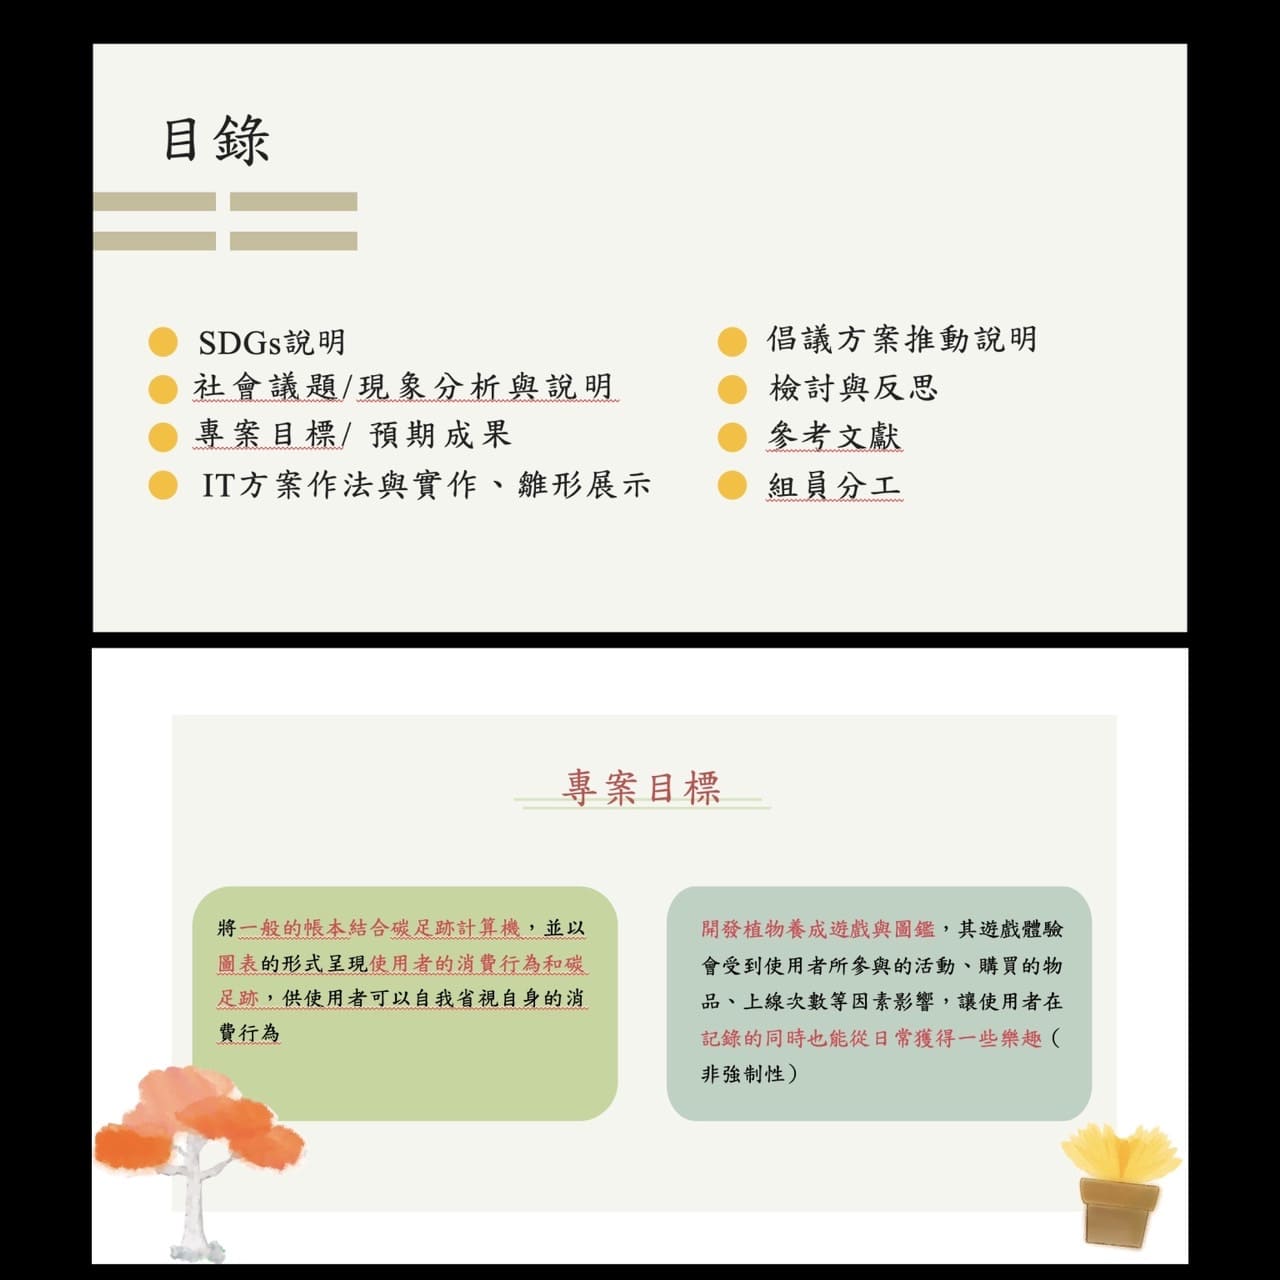 目錄
SDGs說明
社會議題/現象分析與說明
專案目標/ 預期成果
IT方案作法與實作、雛形展示
倡議方案推動說明
檢討與反思
參考文獻
組員分工
專案目標
將一般的帳本結合碳足跡計算機，並以
圖表的形式呈現使用者的消費行為和碳
足跡，供使用者可以自我省視自身的消
費行為
開發植物養成遊戲與圖鑑，其遊戲體驗
會受到使用者所參與的活動、購買的物
品、上線次數等因素影響，讓使用者在
記錄的同時也能從日常獲得一些樂趣（
非強制性）